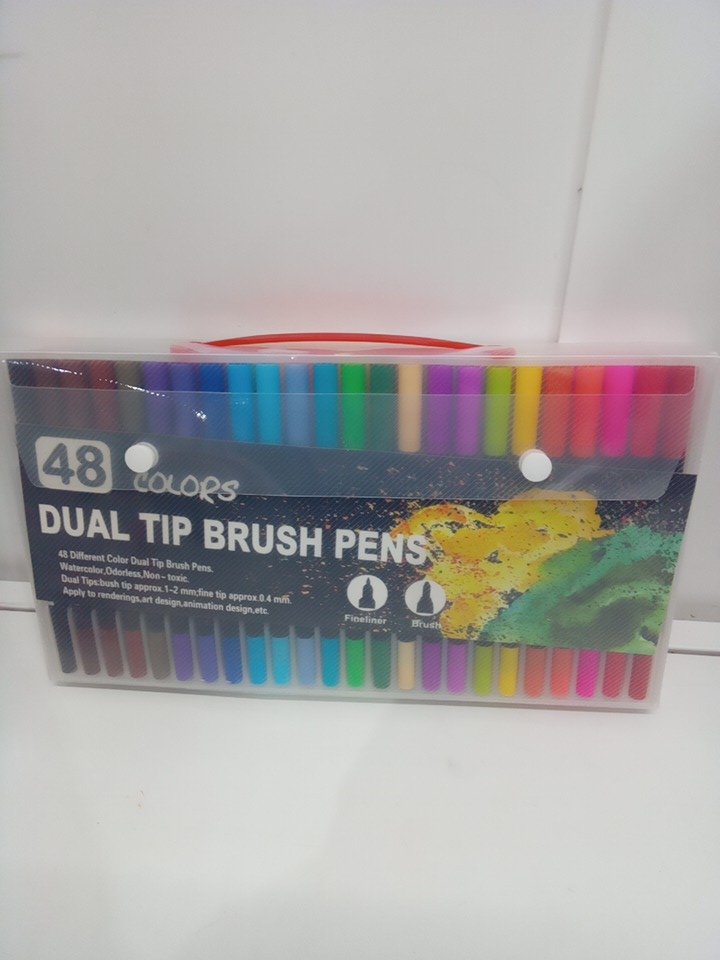 48
COLORS
DUAL TIP BRUSH PENS
48 Different Color Dual Tip Brush Pens.
Watercolor,Odorless,Non-toxic.
Dual Tips:bush tip approx.1-2 mm;fine tip approx.0.4 mm.
Apply to renderings,art design,animation design,etc.
Fineliner
Brush